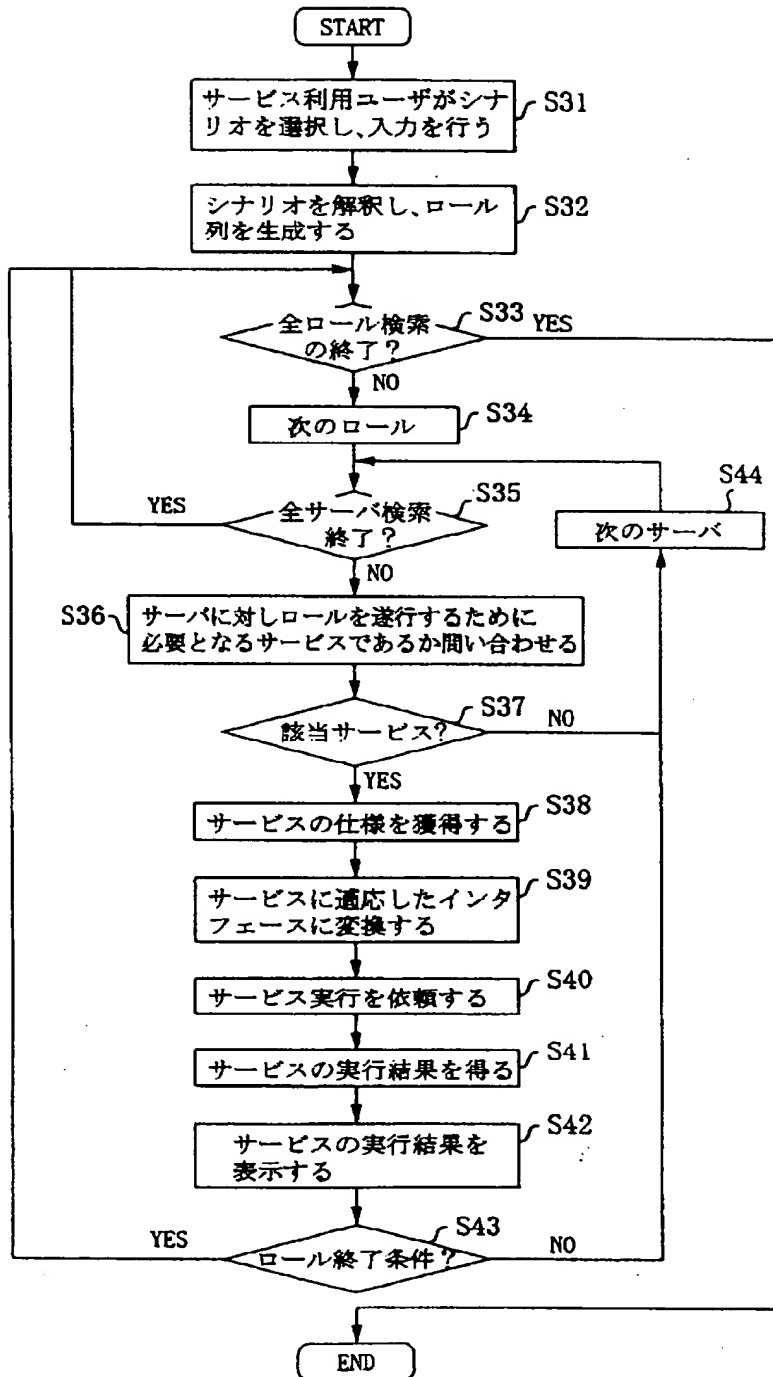 START
サービス利用ユーザがシナ
リオを選択し、入力を行う
S31
シナリオを解釈し、ロール
列を生成する
S32
全ロール検索
の終了?
S33
YES
NO
次のロール
S34
YES
全サーバ検索
終了?
S35
S44
次のサーバ
NO
S36
サーバに対しロールを遂行するために
必要となるサービスであるか問い合わせる
該当サービス?
S37
NO
YES
サービスの仕様を獲得する
S38
サービスに適応したインタ
フェースに変換する
S39
サービス実行を依頼する
S40
サービスの実行結果を得る
S41
サービスの実行結果を
表示する
S42
YES
ロール終了条件?
S43
NO
END